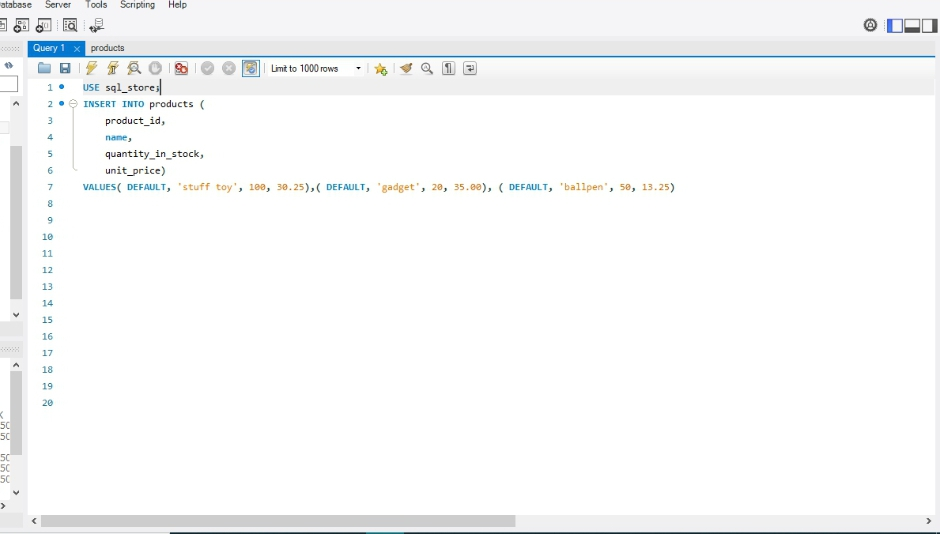 Server Tools Scripting Help
Query 1 × products
Limit to 1000 rows
1 USE sql_store;
2 INSERT INTO products (
3 product_id,
4 name,
5 quantity_in_stock,
6 unit_price)
7 VALUES( DEFAULT, 'stuff toy', 100, 30.25),( DEFAULT, 'gadget', 20, 35.00), ( DEFAULT, 'ballpen', 50, 13.25)
8
9
10
11
12
13
14
15
16
17
18
19
20